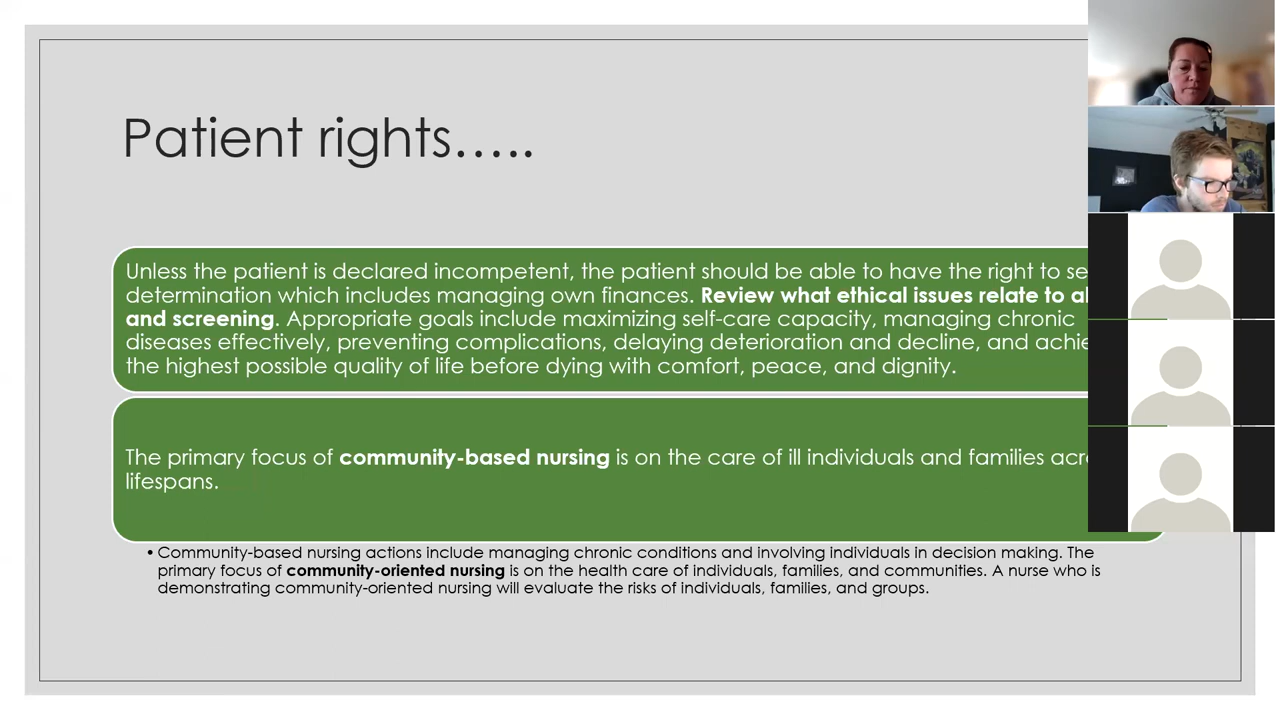 Patient rights…..
Unless the patient is declared incompetent, the patient should be able to have the right to
determination which includes managing own finances. Review what ethical issues relate to
and screening. Appropriate goals include maximizing self-care capacity, managing chronic
diseases effectively, preventing complications, delaying deterioration and decline, and
the highest possible quality of life before dying with comfort, peace, and dignity.
The primary focus of community-based nursing is on the care of ill individuals and families
lifespans.
• Community-based nursing actions include managing chronic conditions and involving individuals in decision making. The
primary focus of community-oriented nursing is on the health care of individuals, families, and communities. A nurse who is
demonstrating community-oriented nursing will evaluate the risks of individuals, families, and groups.